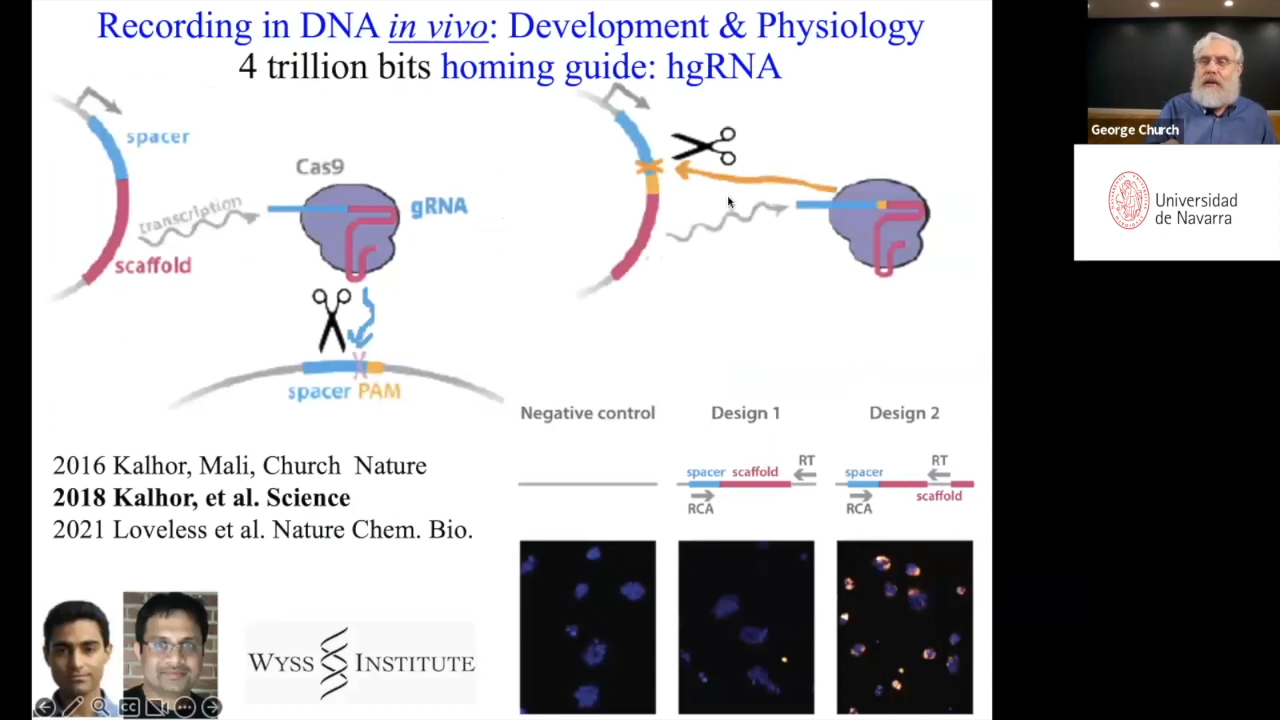 Recording in DNA in vivo: Development & Physiology
4 trillion bits homing guide: hgRNA
spacer
Cas9
transcription
gRNA
scaffold
spacer PAM
Negative control
Design 1
Design 2
spacer scaffold
RT
RCA
spacer
RT
scaffold
RCA
2016 Kalhor, Mali, Church Nature
2018 Kalhor, et al. Science
2021 Loveless et al. Nature Chem. Bio.
WYSS INSTITUTE
CC
George Church
Universidad
de Navarra